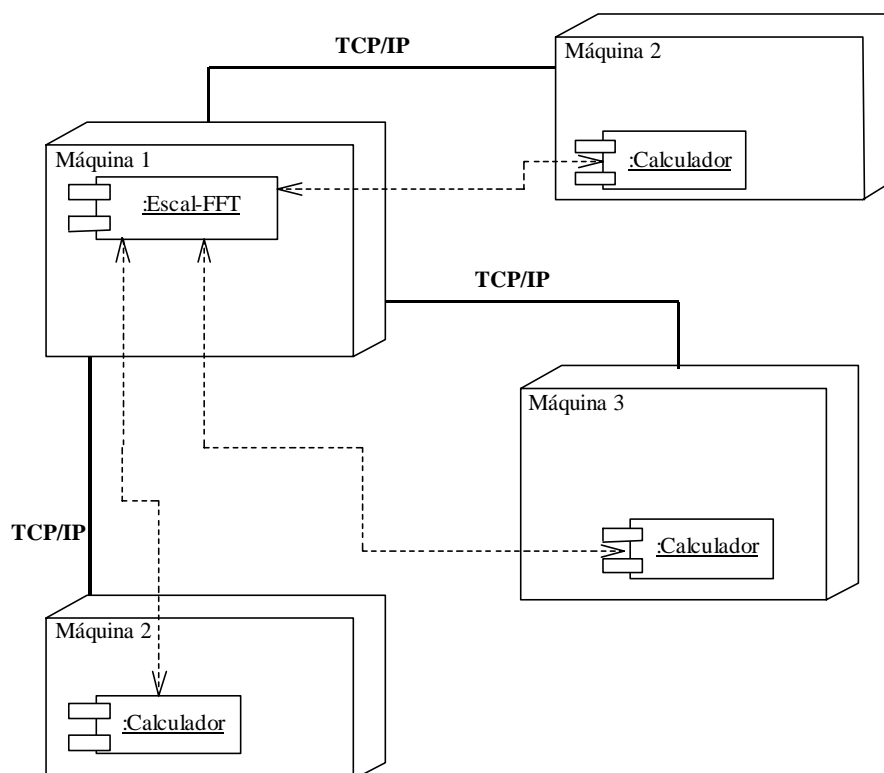 TCP/IP
Máquina 2
:Calculador
Máquina 1
:Escal-FFT
TCP/IP
Máquina 3
:Calculador
TCP/IP
Máquina 2
:Calculador